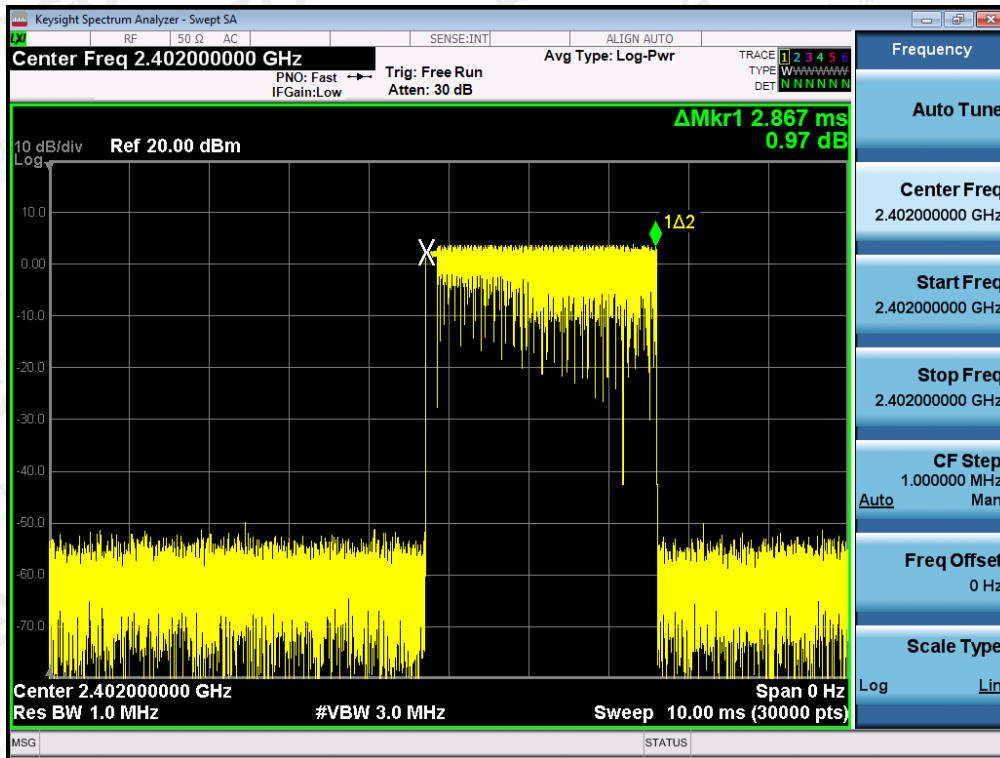 Keysight Spectrum Analyzer - Swept SA
LXI RF 50 Ω AC SENSE:INT ALIGN AUTO
Center Freq 2.402000000 GHz
PNO: Fast
IFGain:Low
Trig: Free Run
Atten: 30 dB
Avg Type: Log-Pwr
TRACE 1 2 3 4 5 6
TYPE WWWWWW
DET N N N N N N
ΔMkr1 2.867 ms
0.97 dB
10 dB/div Ref 20.00 dBm
Log
1Δ2
10.0
0.00
-10.0
-20.0
-30.0
-40.0
-50.0
-60.0
-70.0
Center 2.402000000 GHz Span 0 Hz
Res BW 1.0 MHz #VBW 3.0 MHz Sweep 10.00 ms (30000 pts)
MSG STATUS
Frequency
Auto Tune
Center Freq
2.402000000 GHz
Start Freq
2.402000000 GHz
Stop Freq
2.402000000 GHz
CF Step
1.000000 MHz
Auto Man
Freq Offset
0 Hz
Scale Type
Log Lin